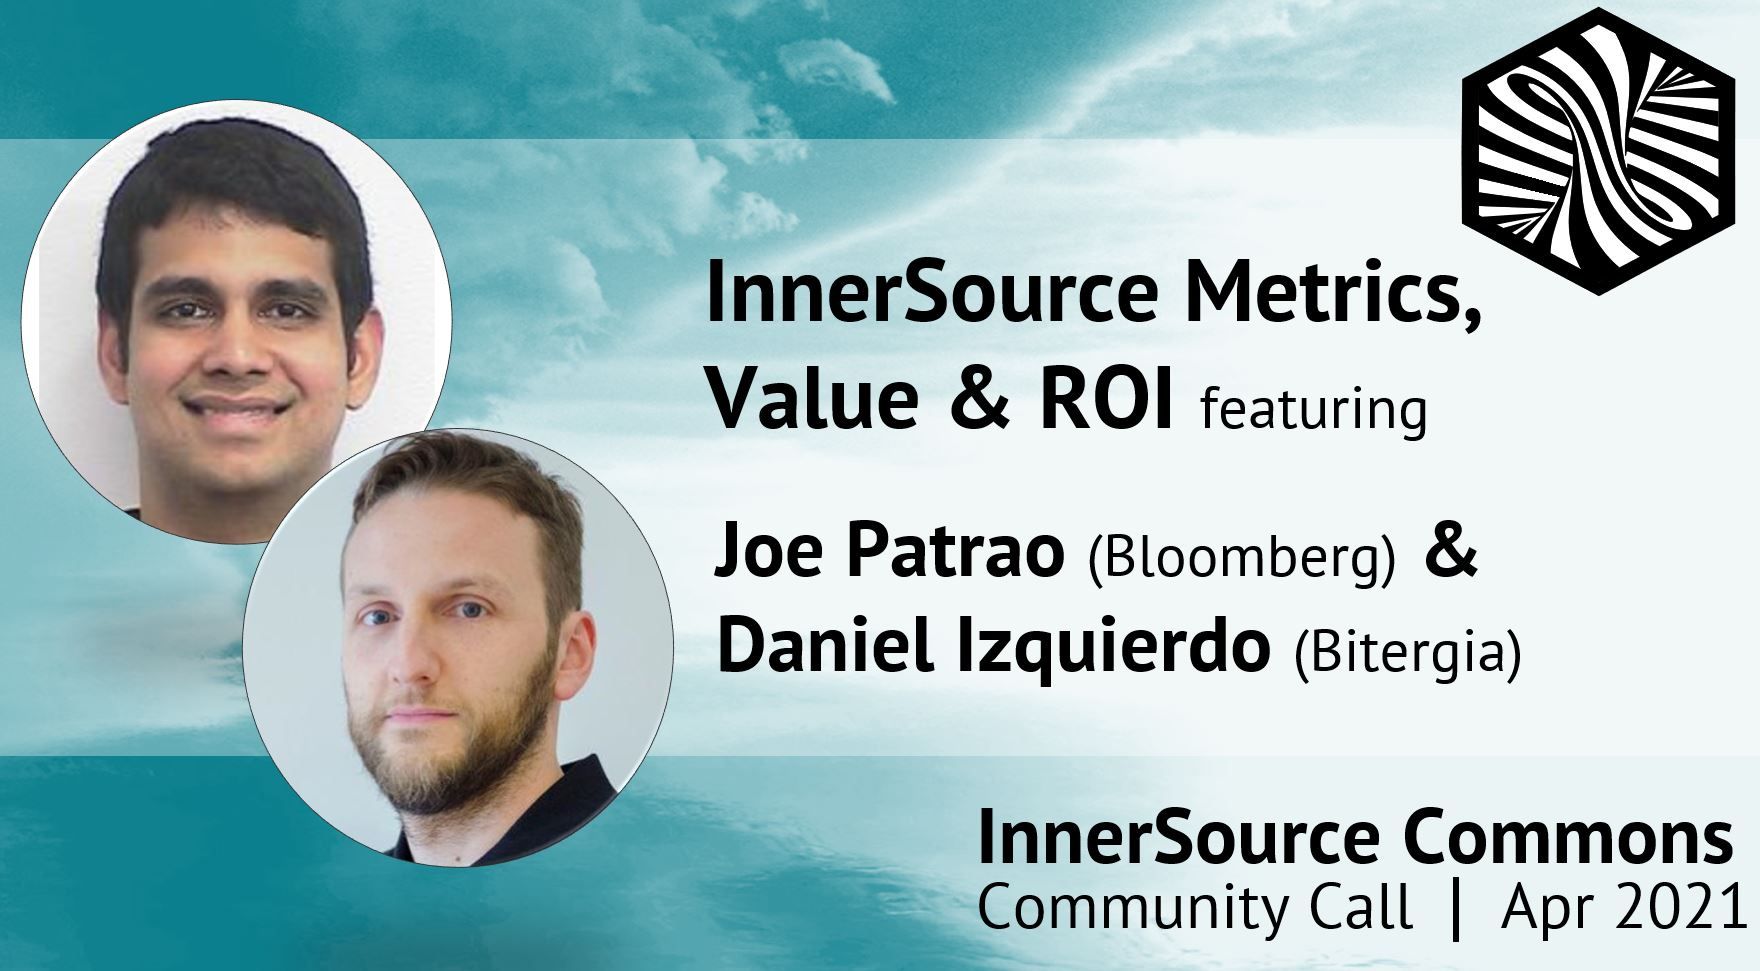 InnerSource Metrics,
Value & ROI featuring
Joe Patrao (Bloomberg) &
Daniel Izquierdo (Bitergia)
InnerSource Commons
Community Call | Apr 2021